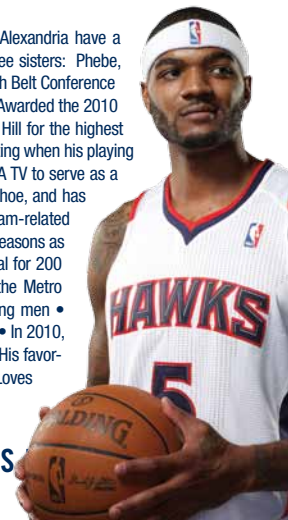 Alexandria have a
ee sisters: Phebe,
h Belt Conference
Awarded the 2010
Hill for the highest
ting when his playing
A TV to serve as a
hoe, and has
am-related
easons as
al for 200
the Metro
ng men •
• In 2010,
His favor-
Loves
S
HAWKS
5
SPALDING